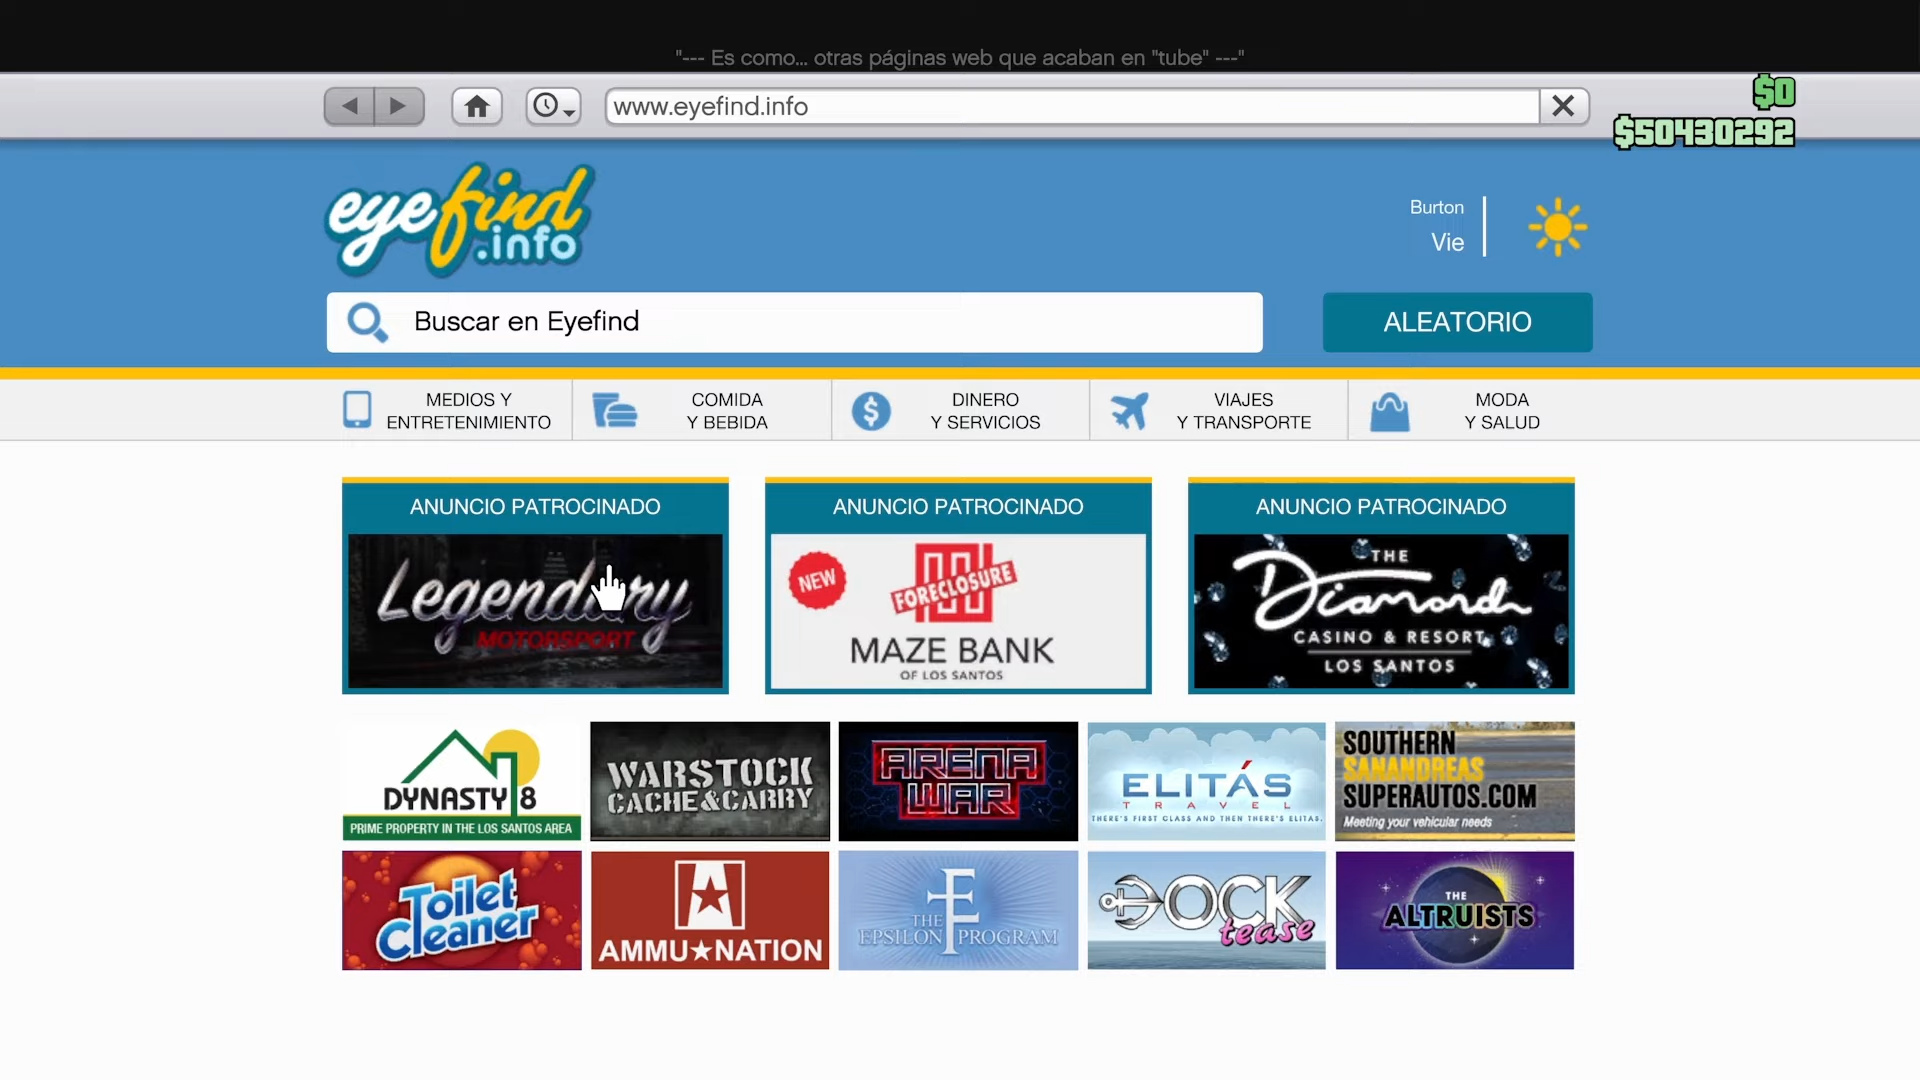 "--- Es como... otras páginas web que acaban en "tube" ---"
www.eyefind.info
$0
$50430292
eyefind
.info
Burton
Vie
Buscar en Eyefind
ALEATORIO
MEDIOS Y
ENTRETENIMIENTO
COMIDA
Y BEBIDA
DINERO
Y SERVICIOS
VIAJES
Y TRANSPORTE
MODA
Y SALUD
ANUNCIO PATROCINADO
Legendary
MOTORSPORT
ANUNCIO PATROCINADO
NEW
FORECLOSURE
MAZE BANK
OF LOS SANTOS
ANUNCIO PATROCINADO
THE
Diamond
CASINO & RESORT
LOS SANTOS
DYNASTY 8
PRIME PROPERTY IN THE LOS SANTOS AREA
WARSTOCK
CACHE&CARRY
ARENA
WAR
ELITÁS
TRAVEL
THERE'S FIRST CLASS AND THEN THERE'S ELITAS.
SOUTHERN
SANANDREAS
SUPERAUTOS.COM
Meeting your vehicular needs
Toilet
Cleaner
AMMU★NATION
THE
EPSILON PROGRAM
DOCK
tease
THE
ALTRUISTS